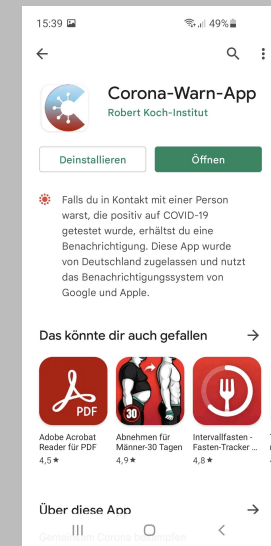 15:39 49%
Corona-Warn-App
Robert Koch-Institut
Deinstallieren Öffnen
Falls du in Kontakt mit einer Person
warst, die positiv auf COVID-19
getestet wurde, erhältst du eine
Benachrichtigung. Diese App wurde
von Deutschland zugelassen und nutzt
das Benachrichtigungssystem von
Google und Apple.
Das könnte dir auch gefallen →
PDF 30
Adobe Acrobat Abnehmen für Intervallfasten -
Reader für PDF Männer-30 Tagen Fasten-Tracker ...
4,5★ 4,9★ 4,8★
Über diese App →
Gemeinsam Corona bekämpfen